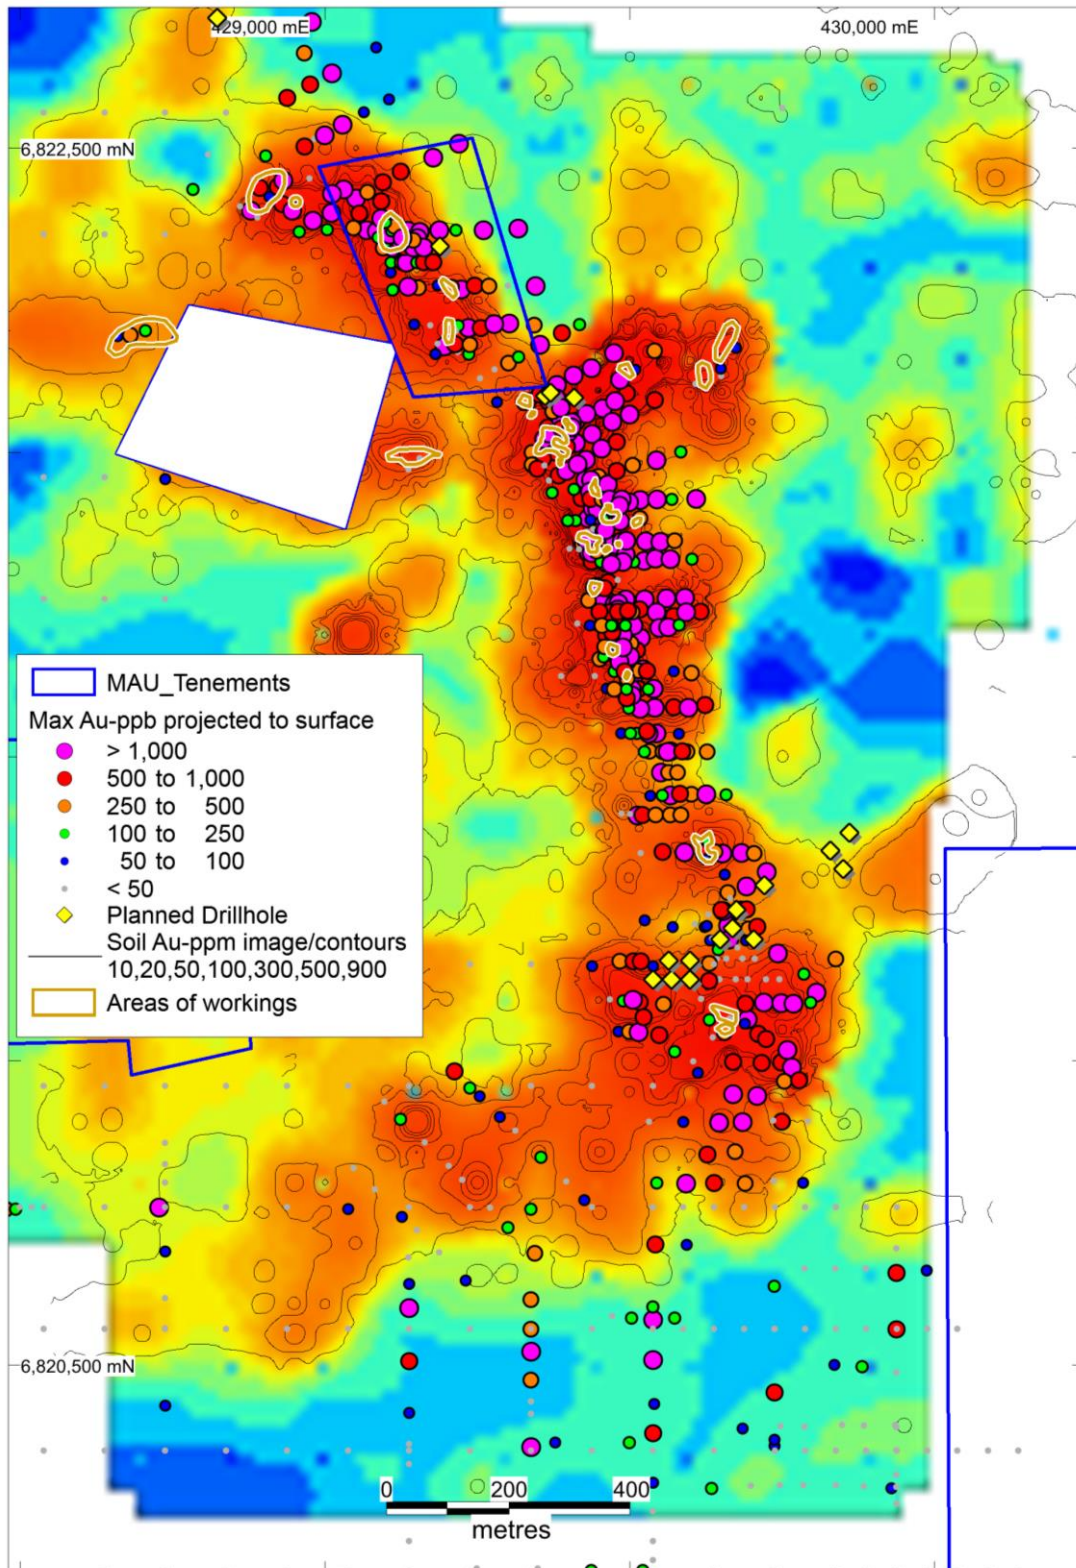 429,000 mE
430,000 mE
6,822,500 mN
MAU_Tenements
Max Au-ppb projected to surface
> 1,000
500 to 1,000
250 to 500
100 to 250
50 to 100
< 50
Planned Drillhole
Soil Au-ppm image/contours
10,20,50,100,300,500,900
Areas of workings
6,820,500 mN
0 200 400
metres